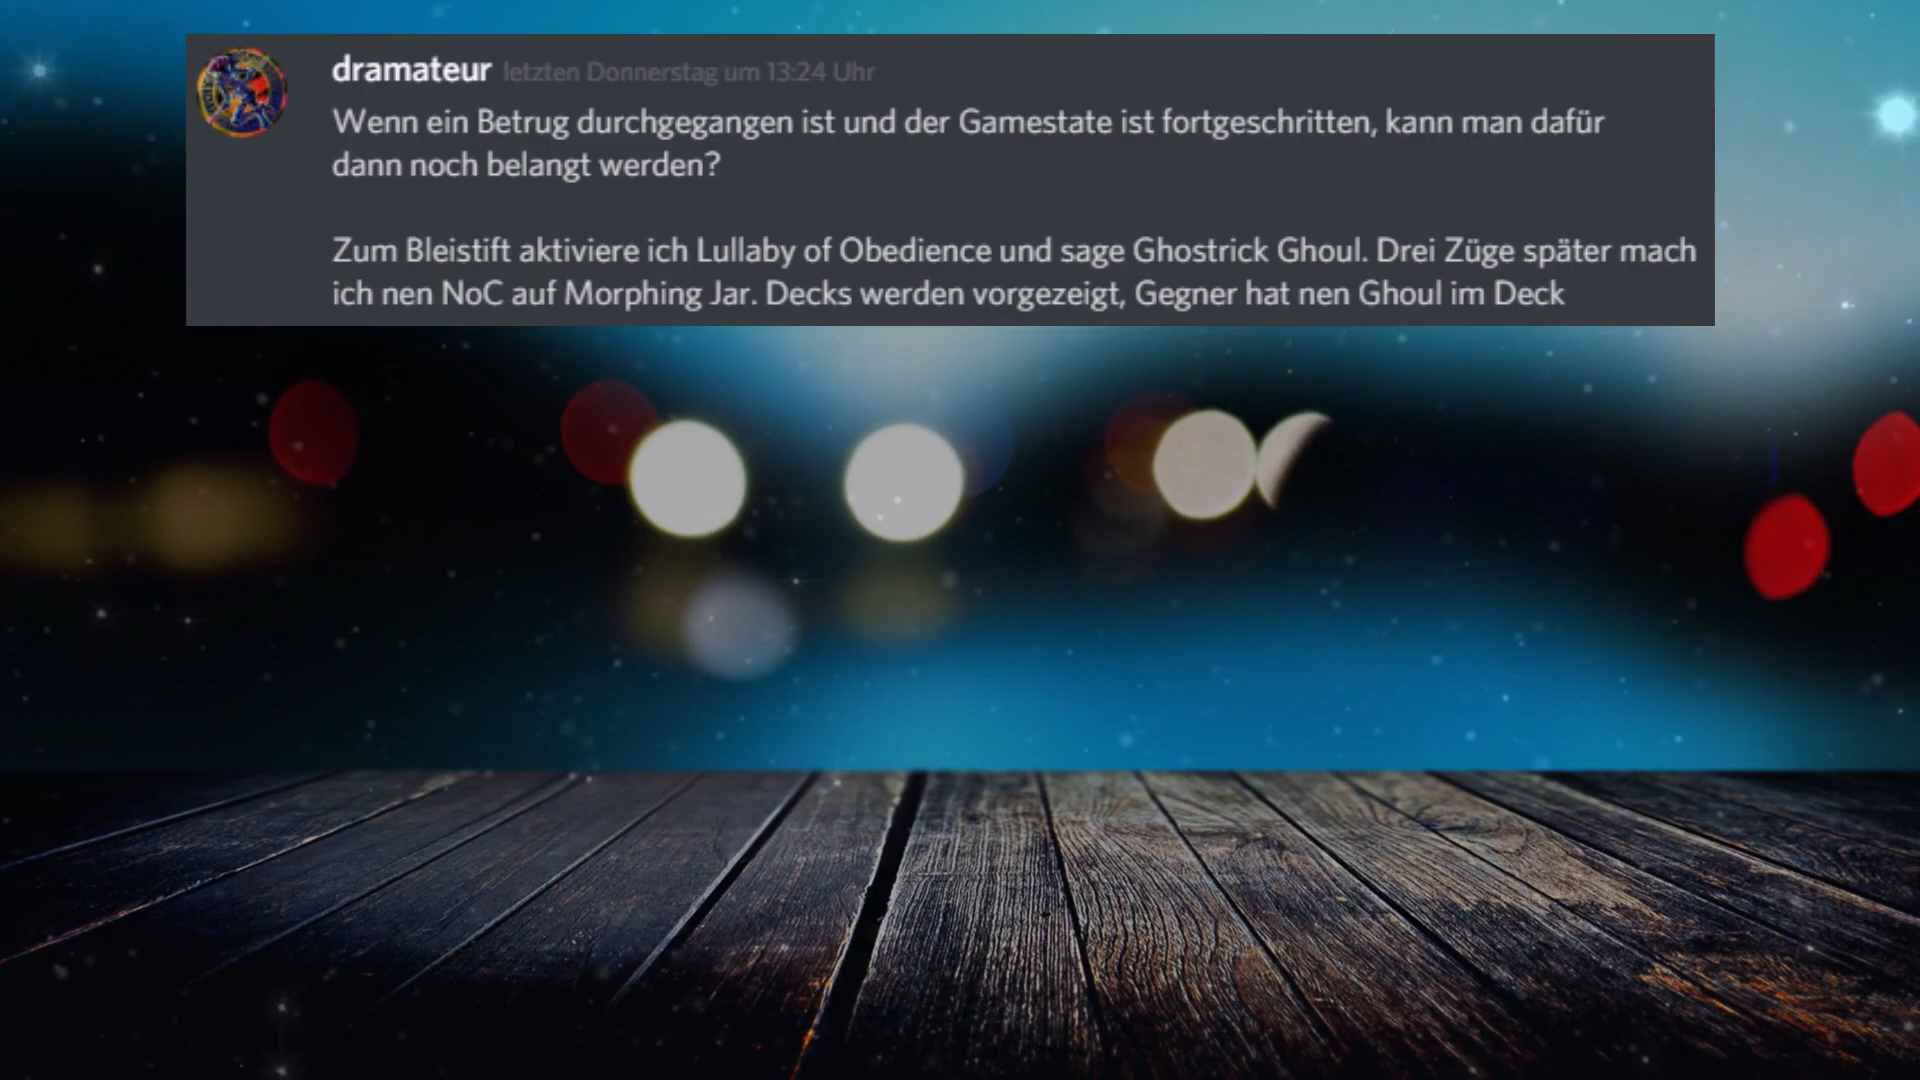 dramateur letzten Donnerstag um 13:24 Uhr
Wenn ein Betrug durchgegangen ist und der Gamestate ist fortgeschritten, kann man dafür
dann noch belangt werden?
Zum Bleistift aktiviere ich Lullaby of Obedience und sage Ghostrick Ghoul. Drei Züge später mach
ich nen NoC auf Morphing Jar. Decks werden vorgezeigt, Gegner hat nen Ghoul im Deck